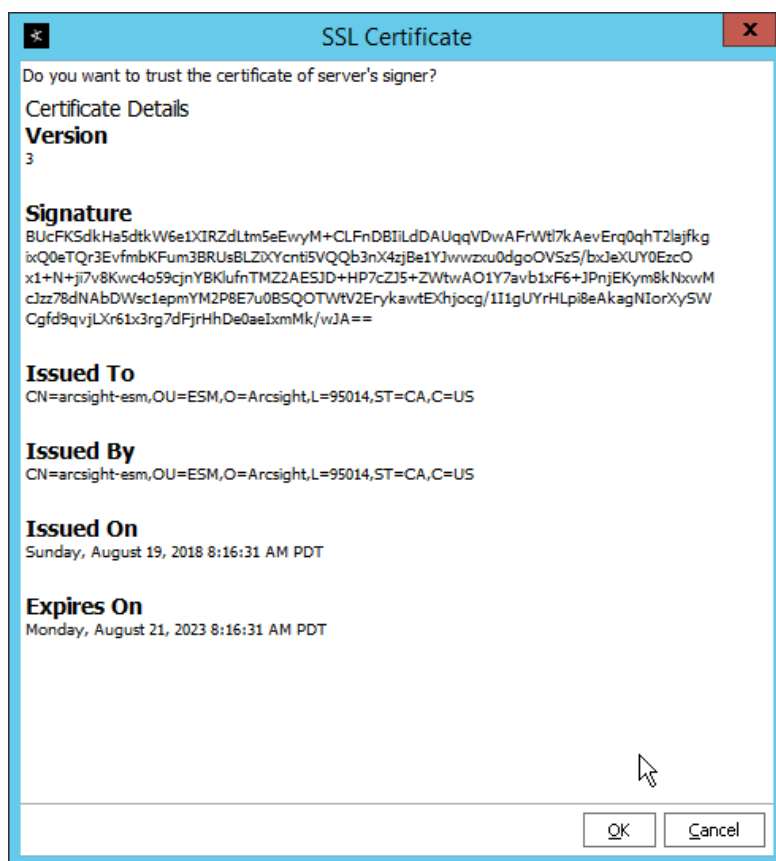 SSL Certificate
x
Do you want to trust the certificate of server's signer?
Certificate Details
Version
3
Signature
BUcFKSdkHa5dtkW6e1XIRZdLtm5eEwyM+CLFnDBIiLdDAUqqVDwAFrWtl7kAevErq0qhT2lajfkg
ixQ0eTQr3EvfmbKFum3BRUsBLZiXYcnti5VQQb3nX4zjBe1YJwwzxu0dgoOVSzS/bxJeXUY0EzcO
x1+N+ji7v8Kwc4o59cjnYBKlufnTMZ2AESJD+HP7cZJ5+ZWtwAO1Y7avb1xF6+JPnjEKym8kNxwM
cJzz78dNAbDWsc1epmYM2P8E7u0BSQOTWtV2ErykawtEXhjocg/1I1gUYrHLpi8eAkagNIorXySW
Cgfd9qvjLXr61x3rg7dFjrHhDe0aeIxmMk/wJA==
Issued To
CN=arcsight-esm,OU=ESM,O=Arcsight,L=95014,ST=CA,C=US
Issued By
CN=arcsight-esm,OU=ESM,O=Arcsight,L=95014,ST=CA,C=US
Issued On
Sunday, August 19, 2018 8:16:31 AM PDT
Expires On
Monday, August 21, 2023 8:16:31 AM PDT
OK Cancel